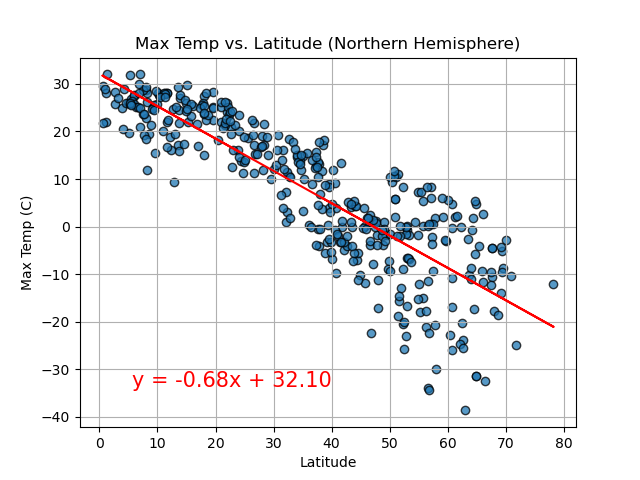 Max Temp vs. Latitude (Northern Hemisphere)
30
20
10
0
−10
−20
−30
−40
Max Temp (C)
y = -0.68x + 32.10
0 10 20 30 40 50 60 70 80
Latitude